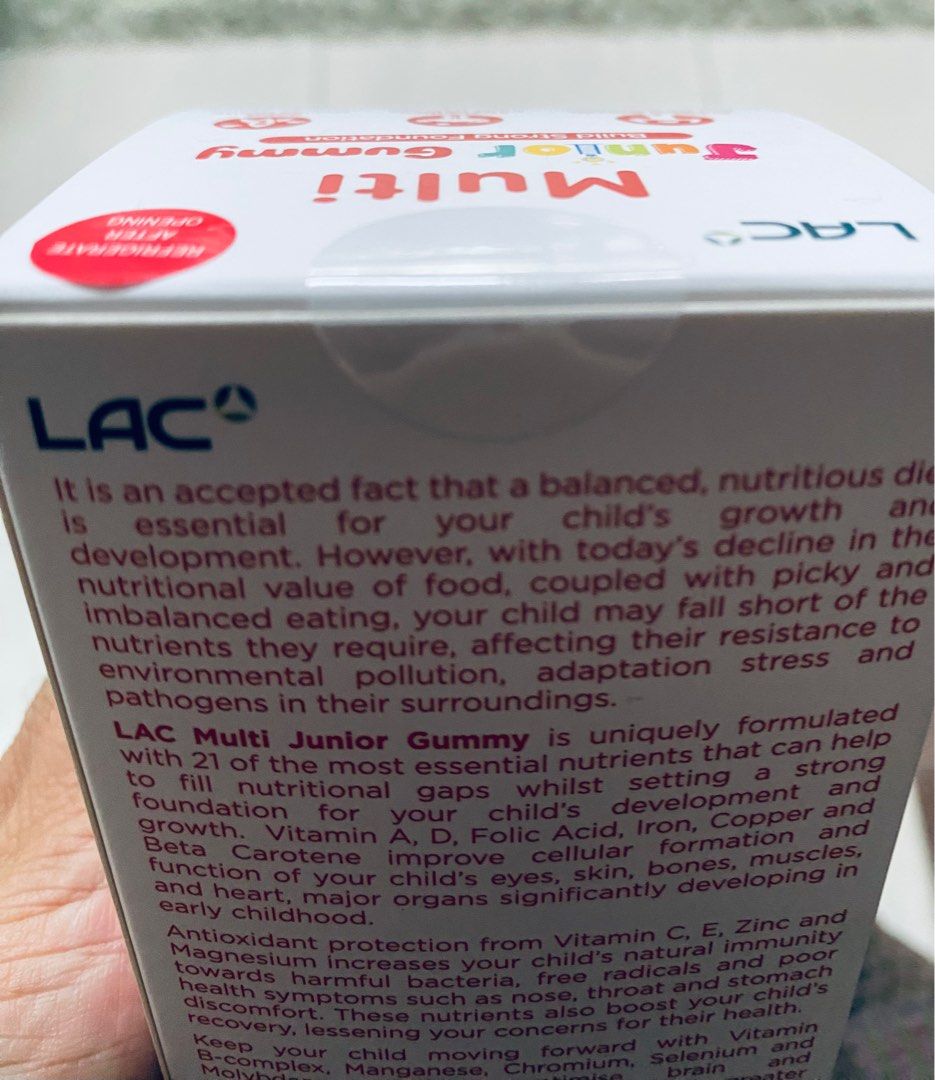 LAC
Multi
Junior Gummy
Build Strong Foundation
REFRIGERATE
AFTER
OPENING
LAC
It is an accepted fact that a balanced, nutritious die
is essential for your child's growth and
development. However, with today's decline in the
nutritional value of food, coupled with picky and
imbalanced eating, your child may fall short of the
nutrients they require, affecting their resistance to
environmental pollution, adaptation stress and
pathogens in their surroundings.
LAC Multi Junior Gummy is uniquely formulated
with 21 of the most essential nutrients that can help
to fill nutritional gaps whilst setting a strong
foundation for your child's development and
growth. Vitamin A, D, Folic Acid, Iron, Copper and
Beta Carotene improve cellular formation and
function of your child's eyes, skin, bones, muscles,
and heart, major organs significantly developing in
early childhood.
Antioxidant protection from Vitamin C, E, Zinc and
Magnesium increases your child's natural immunity
towards harmful bacteria, free radicals and poor
health symptoms such as nose, throat and stomach
discomfort. These nutrients also boost your child's
recovery, lessening your concerns for their health.
Keep your child moving forward with Vitamin
B-complex, Manganese, Chromium, Selenium and
brain and